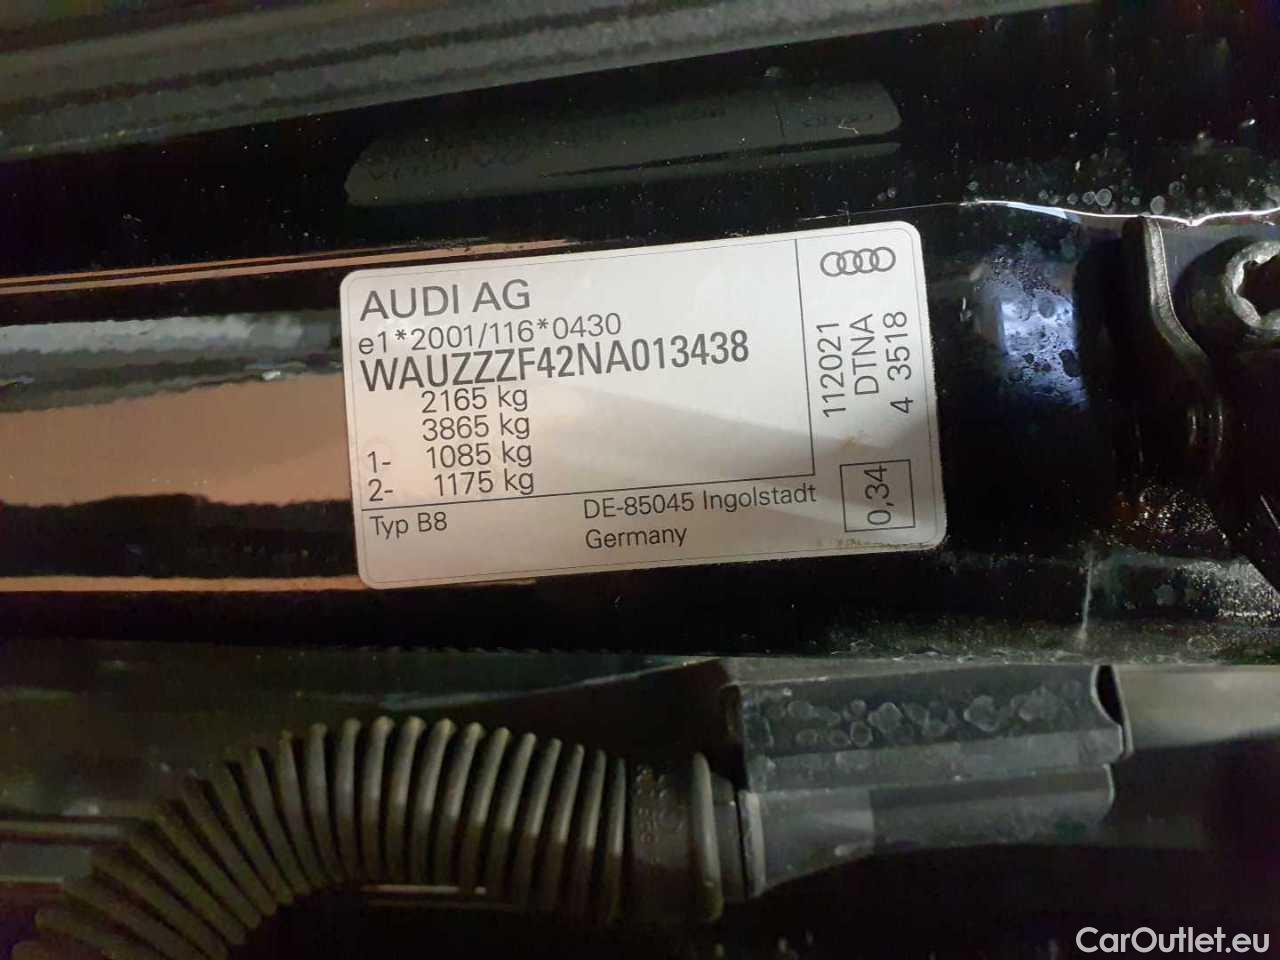 AUDI AG
e1*2001/116*0430
WAUZZZF42NA013438
2165 kg
3865 kg
1- 1085 kg
2- 1175 kg
Typ B8
DE-85045 Ingolstadt
Germany
112021
DTNA
4 3518
0,34
CarOutlet.eu